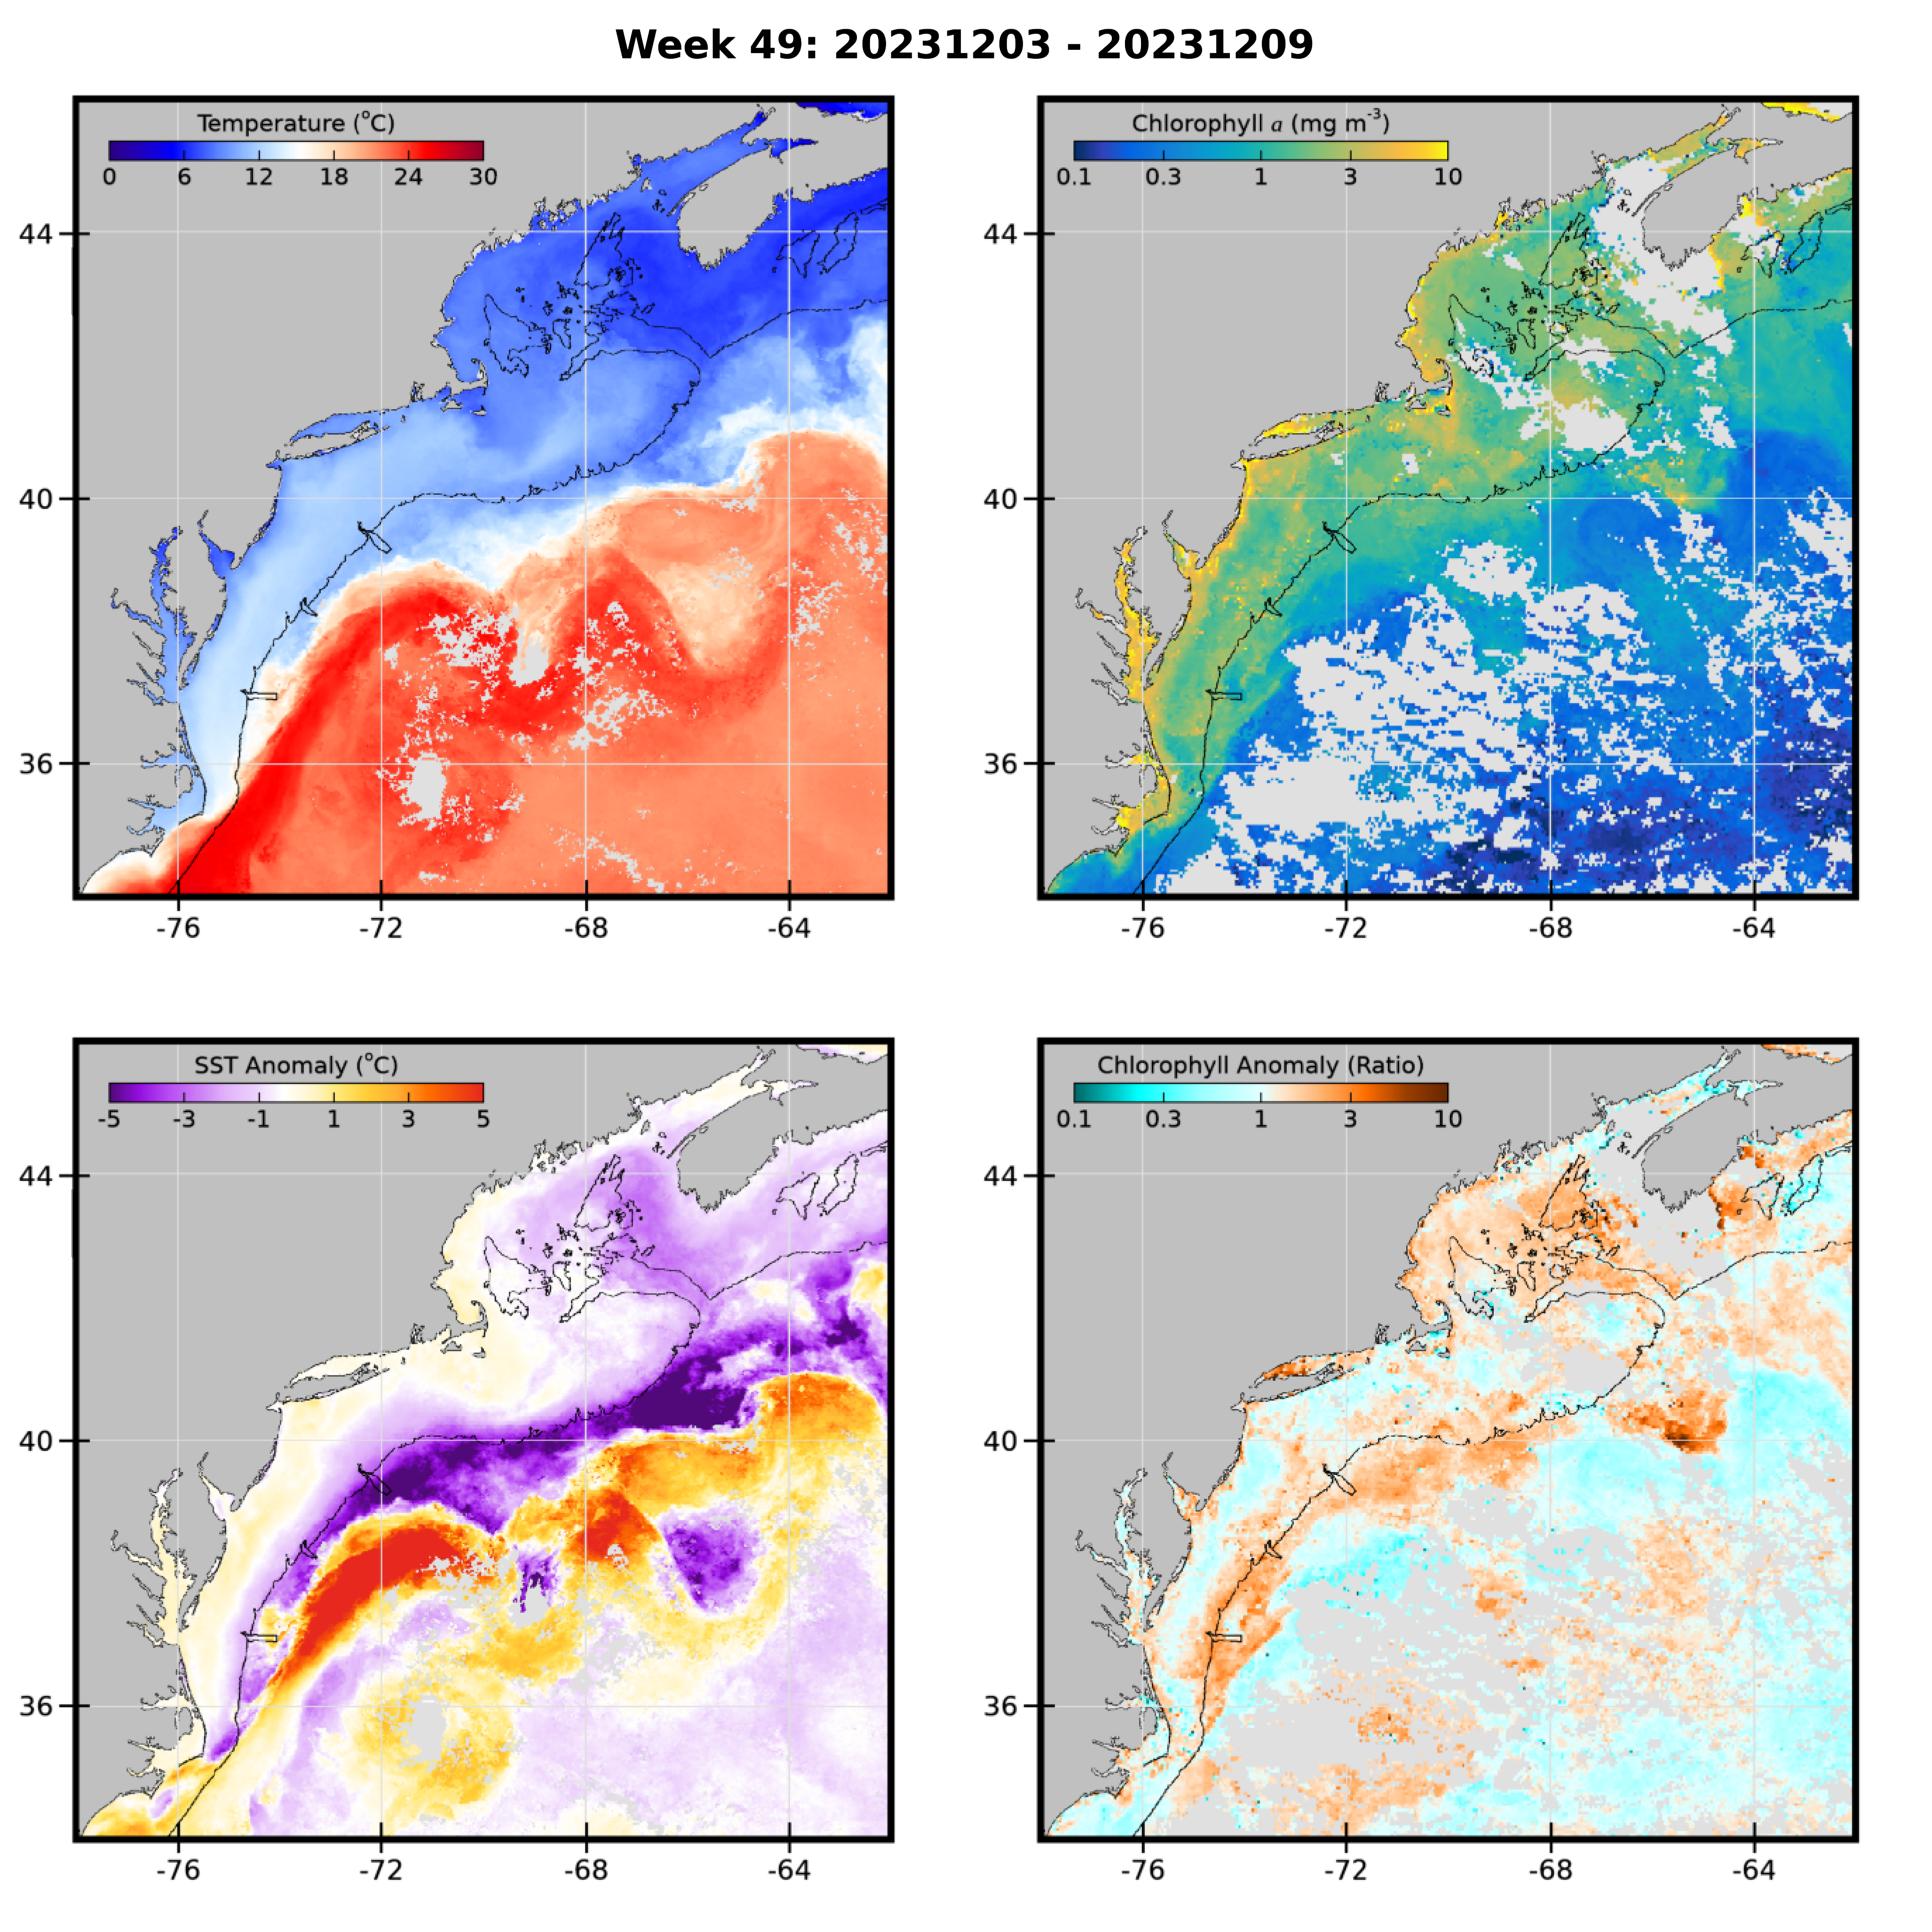 Week 49: 20231203 - 20231209
Temperature (°C)
0 6 12 18 24 30
44
40
36
-76 -72 -68 -64
Chlorophyll a (mg m⁻³)
0.1 0.3 1 3 10
44
40
36
-76 -72 -68 -64
SST Anomaly (°C)
-5 -3 -1 1 3 5
44
40
36
-76 -72 -68 -64
Chlorophyll Anomaly (Ratio)
0.1 0.3 1 3 10
44
40
36
-76 -72 -68 -64